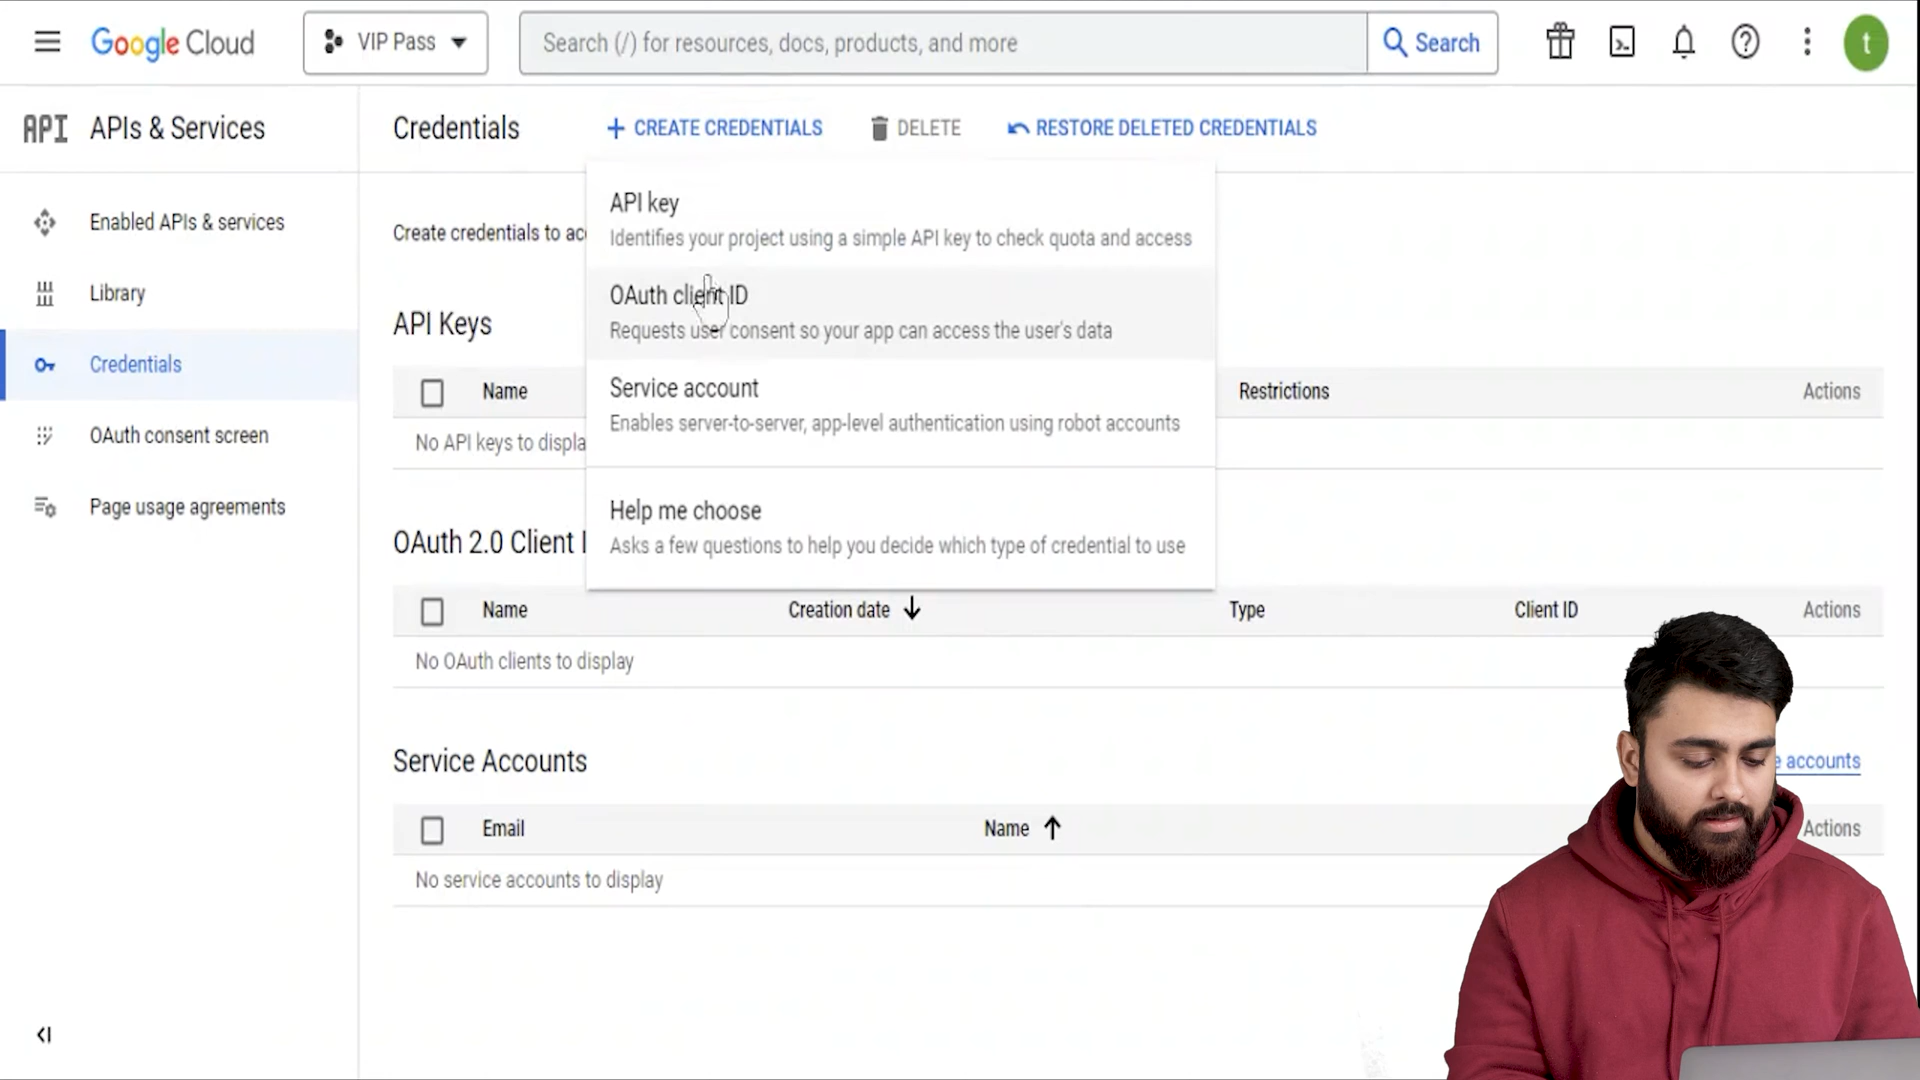 Google Cloud
VIP Pass
Search (/) for resources, docs, products, and more
Search
t
API APIs & Services
Credentials
+ CREATE CREDENTIALS
DELETE
RESTORE DELETED CREDENTIALS
Enabled APIs & services
Library
Credentials
OAuth consent screen
Page usage agreements
Create credentials to ac
API key
Identifies your project using a simple API key to check quota and access
OAuth client ID
Requests user consent so your app can access the user's data
Service account
Enables server-to-server, app-level authentication using robot accounts
Help me choose
Asks a few questions to help you decide which type of credential to use
API Keys
Name
Restrictions
Actions
No API keys to displa
OAuth 2.0 Client I
Name
Creation date
Type
Client ID
Actions
No OAuth clients to display
Service Accounts
accounts
Email
Name
Actions
No service accounts to display